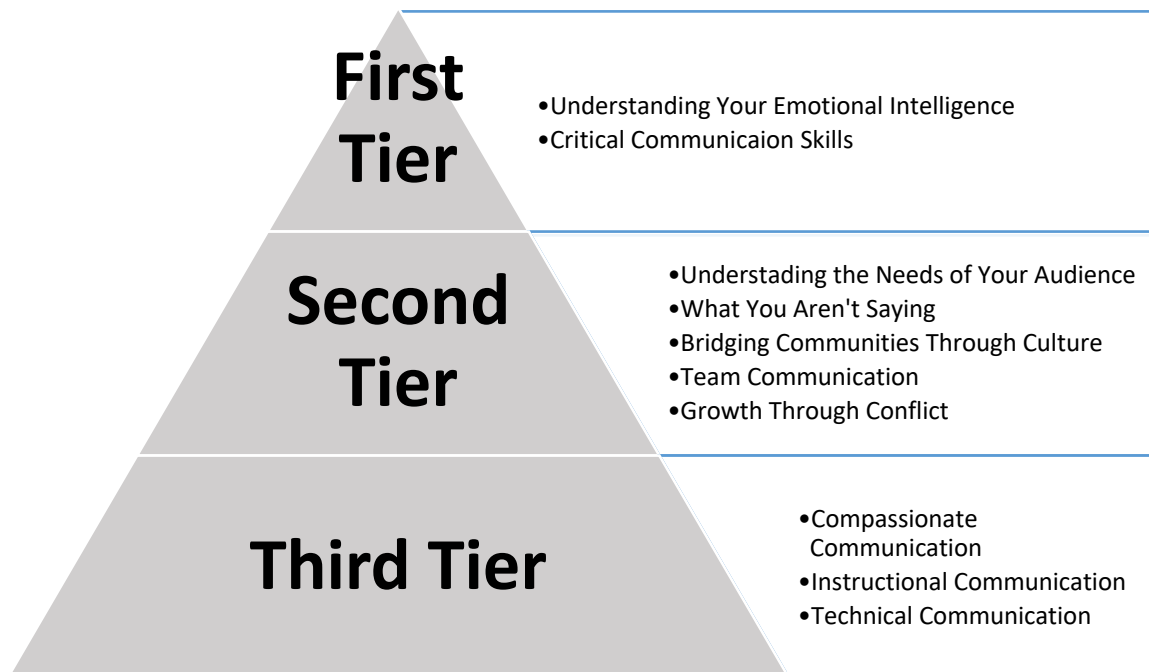 First
Tier
•Understanding Your Emotional Intelligence
•Critical Communicaion Skills
Second
Tier
•Understading the Needs of Your Audience
•What You Aren't Saying
•Bridging Communities Through Culture
•Team Communication
•Growth Through Conflict
Third Tier
•Compassionate
Communication
•Instructional Communication
•Technical Communication